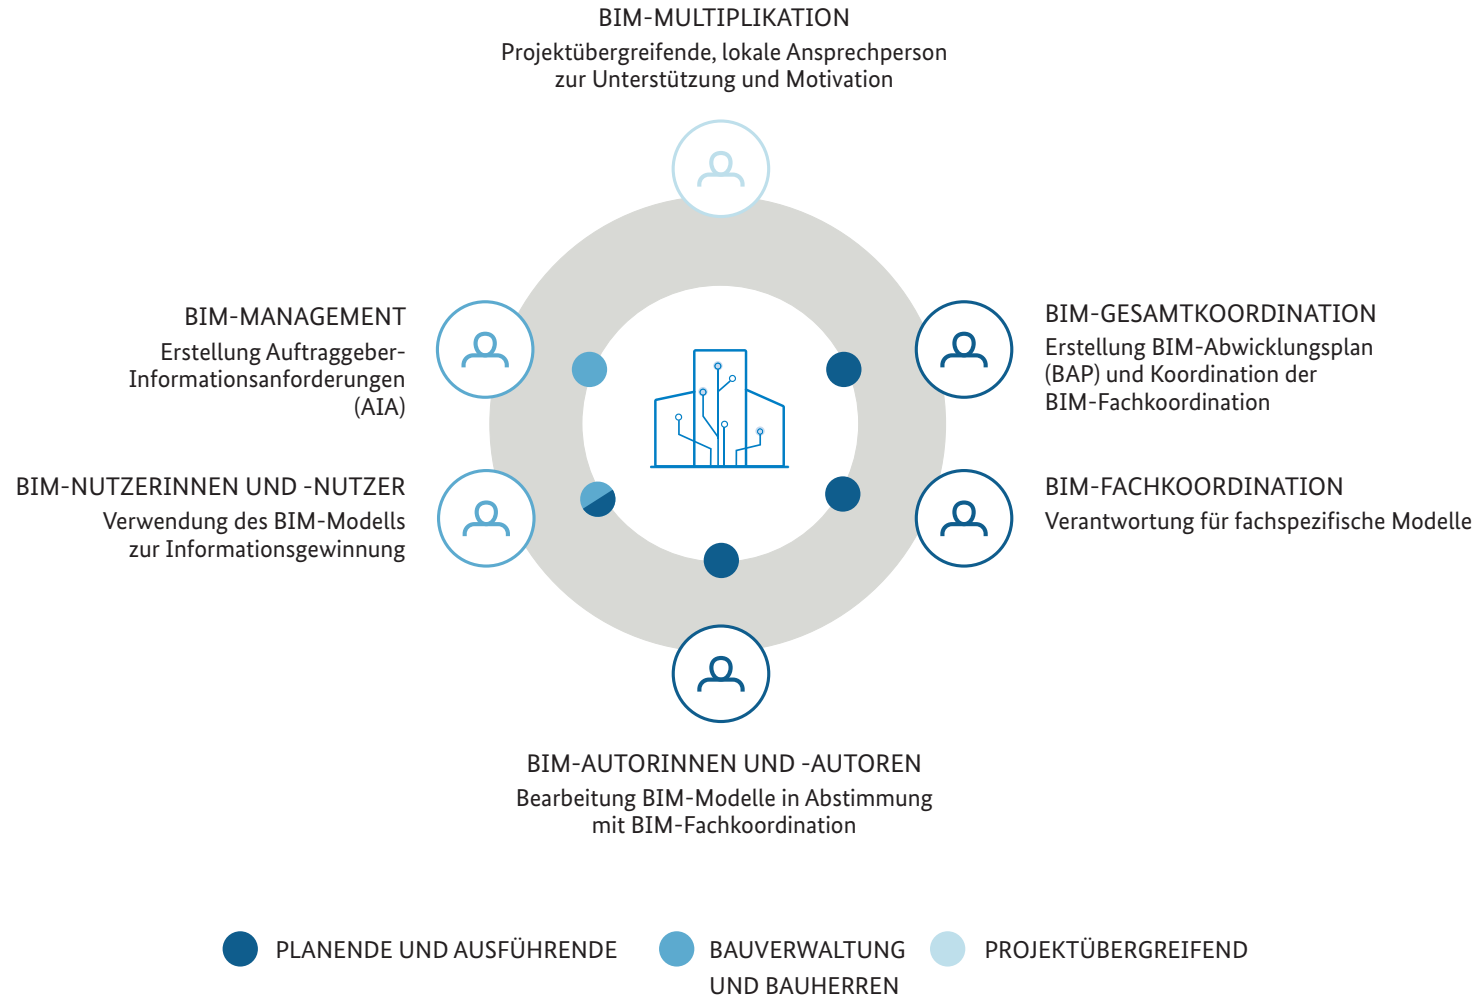 BIM-MULTIPLIKATION
Projektübergreifende, lokale Ansprechperson
zur Unterstützung und Motivation
BIM-MANAGEMENT
Erstellung Auftraggeber-
Informationsanforderungen
(AIA)
BIM-GESAMTKOORDINATION
Erstellung BIM-Abwicklungsplan
(BAP) und Koordination der
BIM-Fachkoordination
BIM-NUTZERINNEN UND -NUTZER
Verwendung des BIM-Modells
zur Informationsgewinnung
BIM-FACHKOORDINATION
Verantwortung für fachspezifische Modelle
BIM-AUTORINNEN UND -AUTOREN
Bearbeitung BIM-Modelle in Abstimmung
mit BIM-Fachkoordination
PLANENDE UND AUSFÜHRENDE
BAUVERWALTUNG
UND BAUHERREN
PROJEKTÜBERGREIFEND